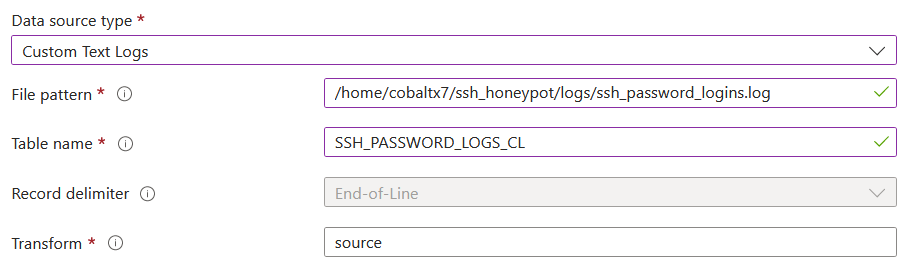 Data source type *
Custom Text Logs
File pattern * /home/cobaltx7/ssh_honeypot/logs/ssh_password_logins.log
Table name * SSH_PASSWORD_LOGS_CL
Record delimiter End-of-Line
Transform * source